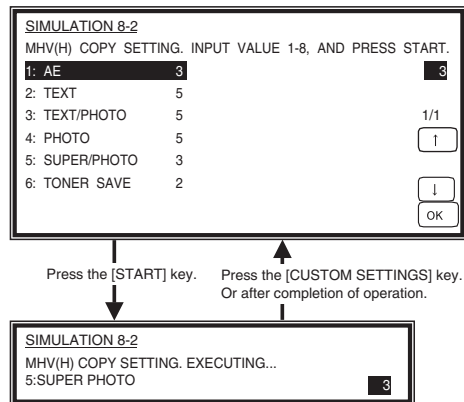 SIMULATION 8-2
MHV(H) COPY SETTING. INPUT VALUE 1-8, AND PRESS START.
1: AE 3 3
2: TEXT 5
3: TEXT/PHOTO 5 1/1
4: PHOTO 5 ↑
5: SUPER/PHOTO 3
6: TONER SAVE 2 ↓
OK
Press the [START] key.
Press the [CUSTOM SETTINGS] key.
Or after completion of operation.
SIMULATION 8-2
MHV(H) COPY SETTING. EXECUTING...
5:SUPER PHOTO 3